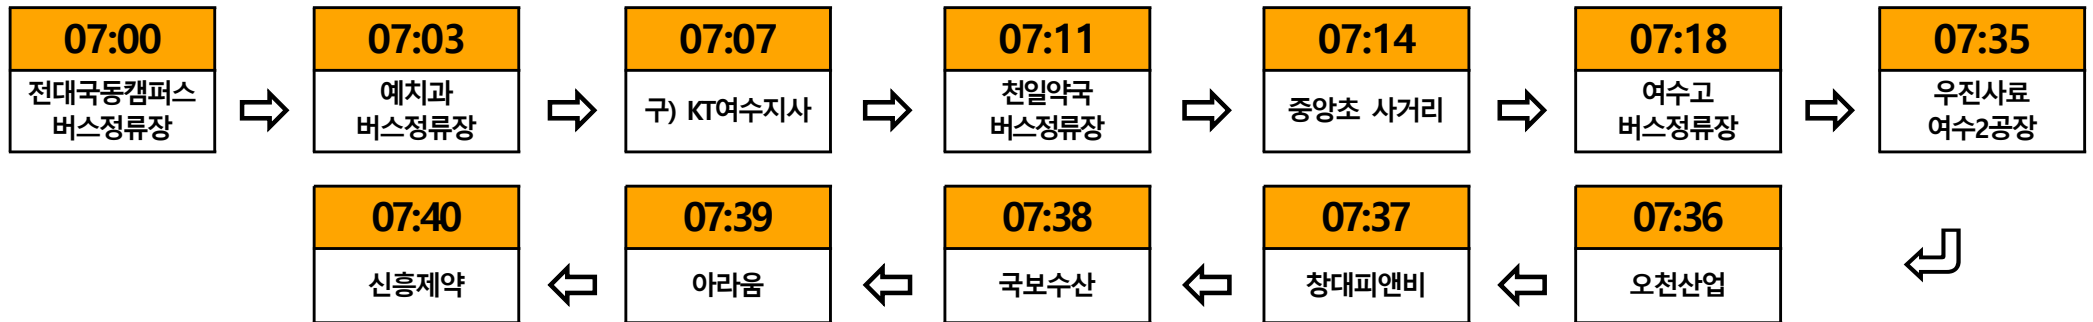 07:00
전대국동캠퍼스
버스정류장
07:03
예치과
버스정류장
07:07
구) KT여수지사
07:11
천일약국
버스정류장
07:14
중앙초 사거리
07:18
여수고
버스정류장
07:35
우진사료
여수2공장
07:36
오천산업
07:37
창대피앤비
07:38
국보수산
07:39
아라움
07:40
신흥제약